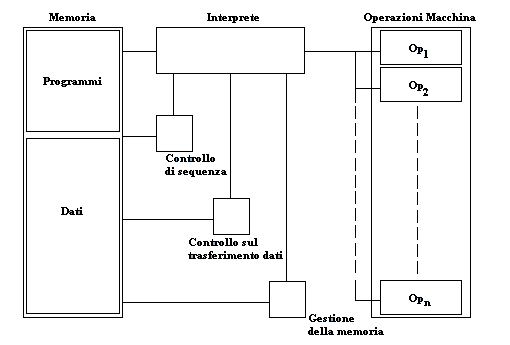 Memoria
Interprete
Operazioni Macchina
Programmi
Op1
Op2
Controllo
di sequenza
Dati
Controllo sul
trasferimento dati
Opn
Gestione
della memoria